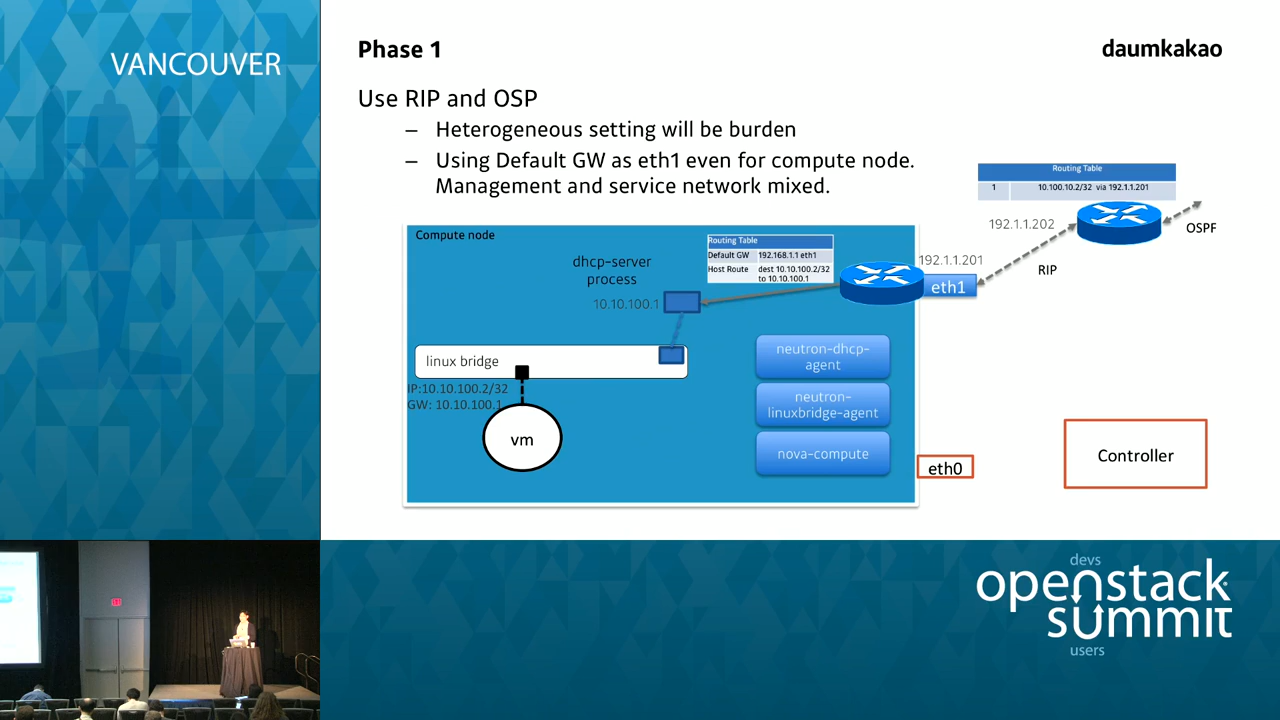 VANCOUVER
Phase 1
daumkakao
Use RIP and OSP
– Heterogeneous setting will be burden
– Using Default GW as eth1 even for compute node.
Management and service network mixed.
Routing Table
1 10.100.10.2/32 via 192.1.1.201
192.1.1.202
OSPF
RIP
Compute node
dhcp-server
process
10.10.100.1
Routing Table
Default GW 192.168.1.1 eth1
Host Route dest 10.10.100.2/32
to 10.10.100.1
192.1.1.201
eth1
linux bridge
IP:10.10.100.2/32
GW: 10.10.100.1
vm
neutron-dhcp-
agent
neutron-
linuxbridge-agent
nova-compute
eth0
Controller
devs
openstack
summit
users